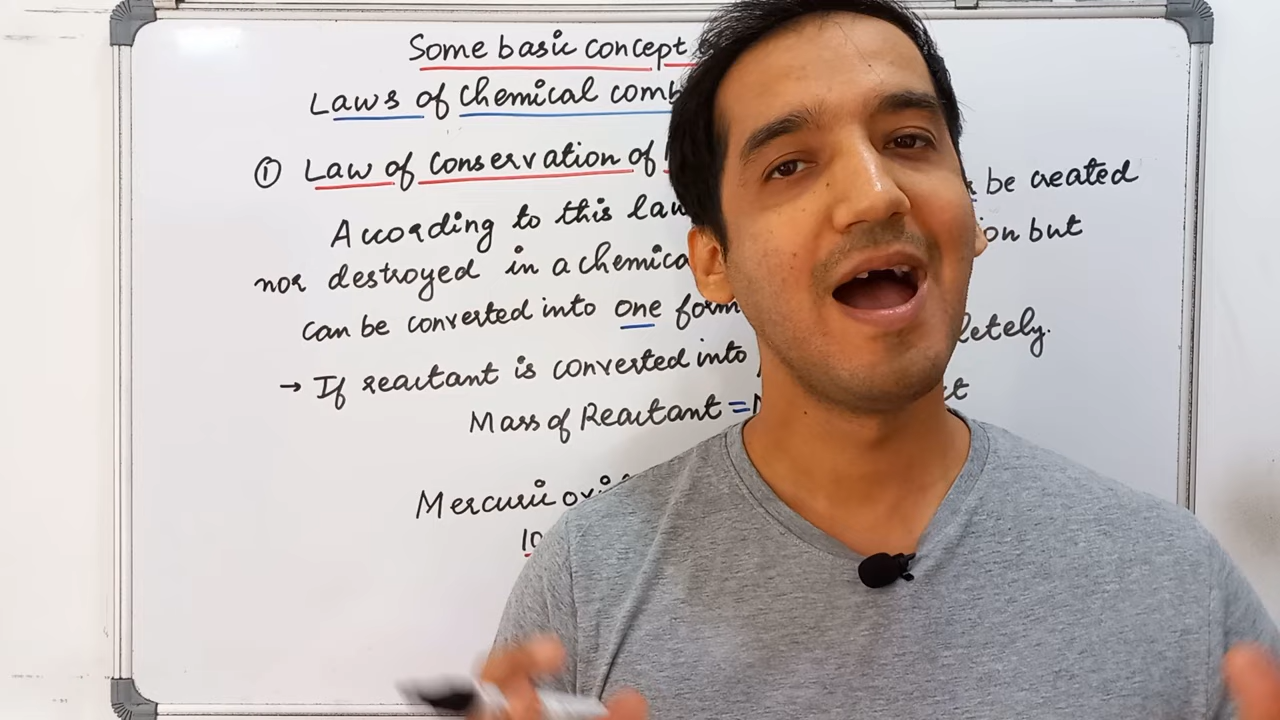 Some basic concept
Laws of chemical comb
① Law of conservation of
According to this law be created
nor destroyed in a chemica on but
can be converted into one form letely.
→ If reactant is converted into
Mass of Reactant =
Mercuric oxi
10